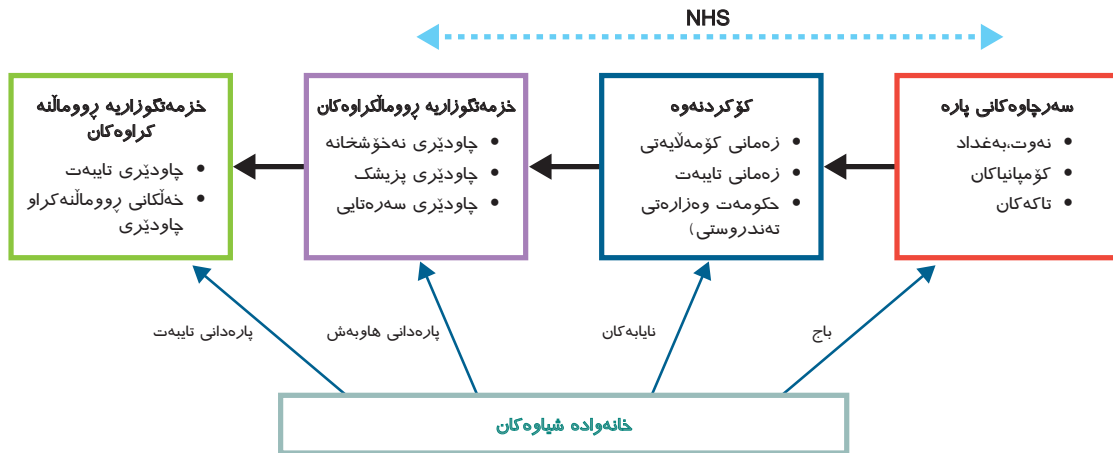 NHS
سەرچاوەکانی پارە
• نەوت،بەغداد
• کۆمپانیاکان
• تاکەکان
کۆکردنەوە
• زەمانی کۆمەڵایەتی
• زەمانی تایبەت
• حکومەت وەزارەتی
تەندروستی)
خزمەتگوزاریە ڕووماڵکراوەکان
• چاودێری نەخۆشخانە
• چاودێری پزیشک
• چاودێری سەرەتایی
خزمەتگوزاریە ڕووماڵنە
کراوەکان
• چاودێری تایبەت
• خەڵکانی ڕووماڵنەکراو
چاودێری
باج
نایابەکان
پارەدانی هاوبەش
پارەدانی تایبەت
خانەوادە شیاوەکان